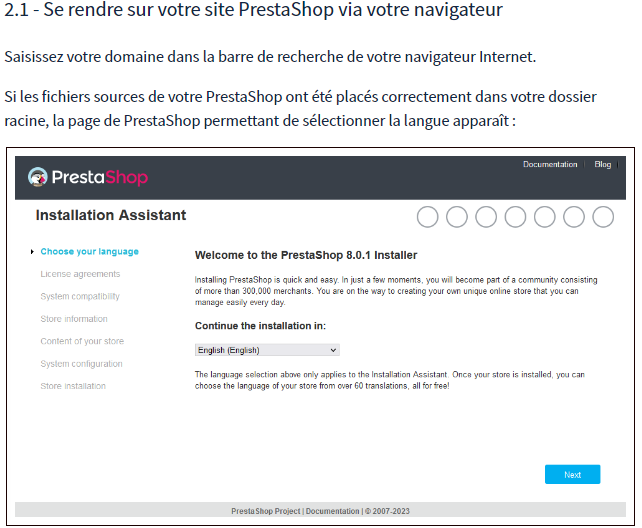 2.1 - Se rendre sur votre site PrestaShop via votre navigateur
Saisissez votre domaine dans la barre de recherche de votre navigateur Internet.
Si les fichiers sources de votre PrestaShop ont été placés correctement dans votre dossier
racine, la page de PrestaShop permettant de sélectionner la langue apparaît :
Documentation | Blog
PrestaShop
Installation Assistant
Choose your language
License agreements
System compatibility
Store information
Content of your store
System configuration
Store installation
Welcome to the PrestaShop 8.0.1 Installer
Installing PrestaShop is quick and easy. In just a few moments, you will become part of a community consisting
of more than 300,000 merchants. You are on the way to creating your own unique online store that you can
manage easily every day.
Continue the installation in:
English (English)
The language selection above only applies to the Installation Assistant. Once your store is installed, you can
choose the language of your store from over 60 translations, all for free!
Next
PrestaShop Project | Documentation | © 2007-2023